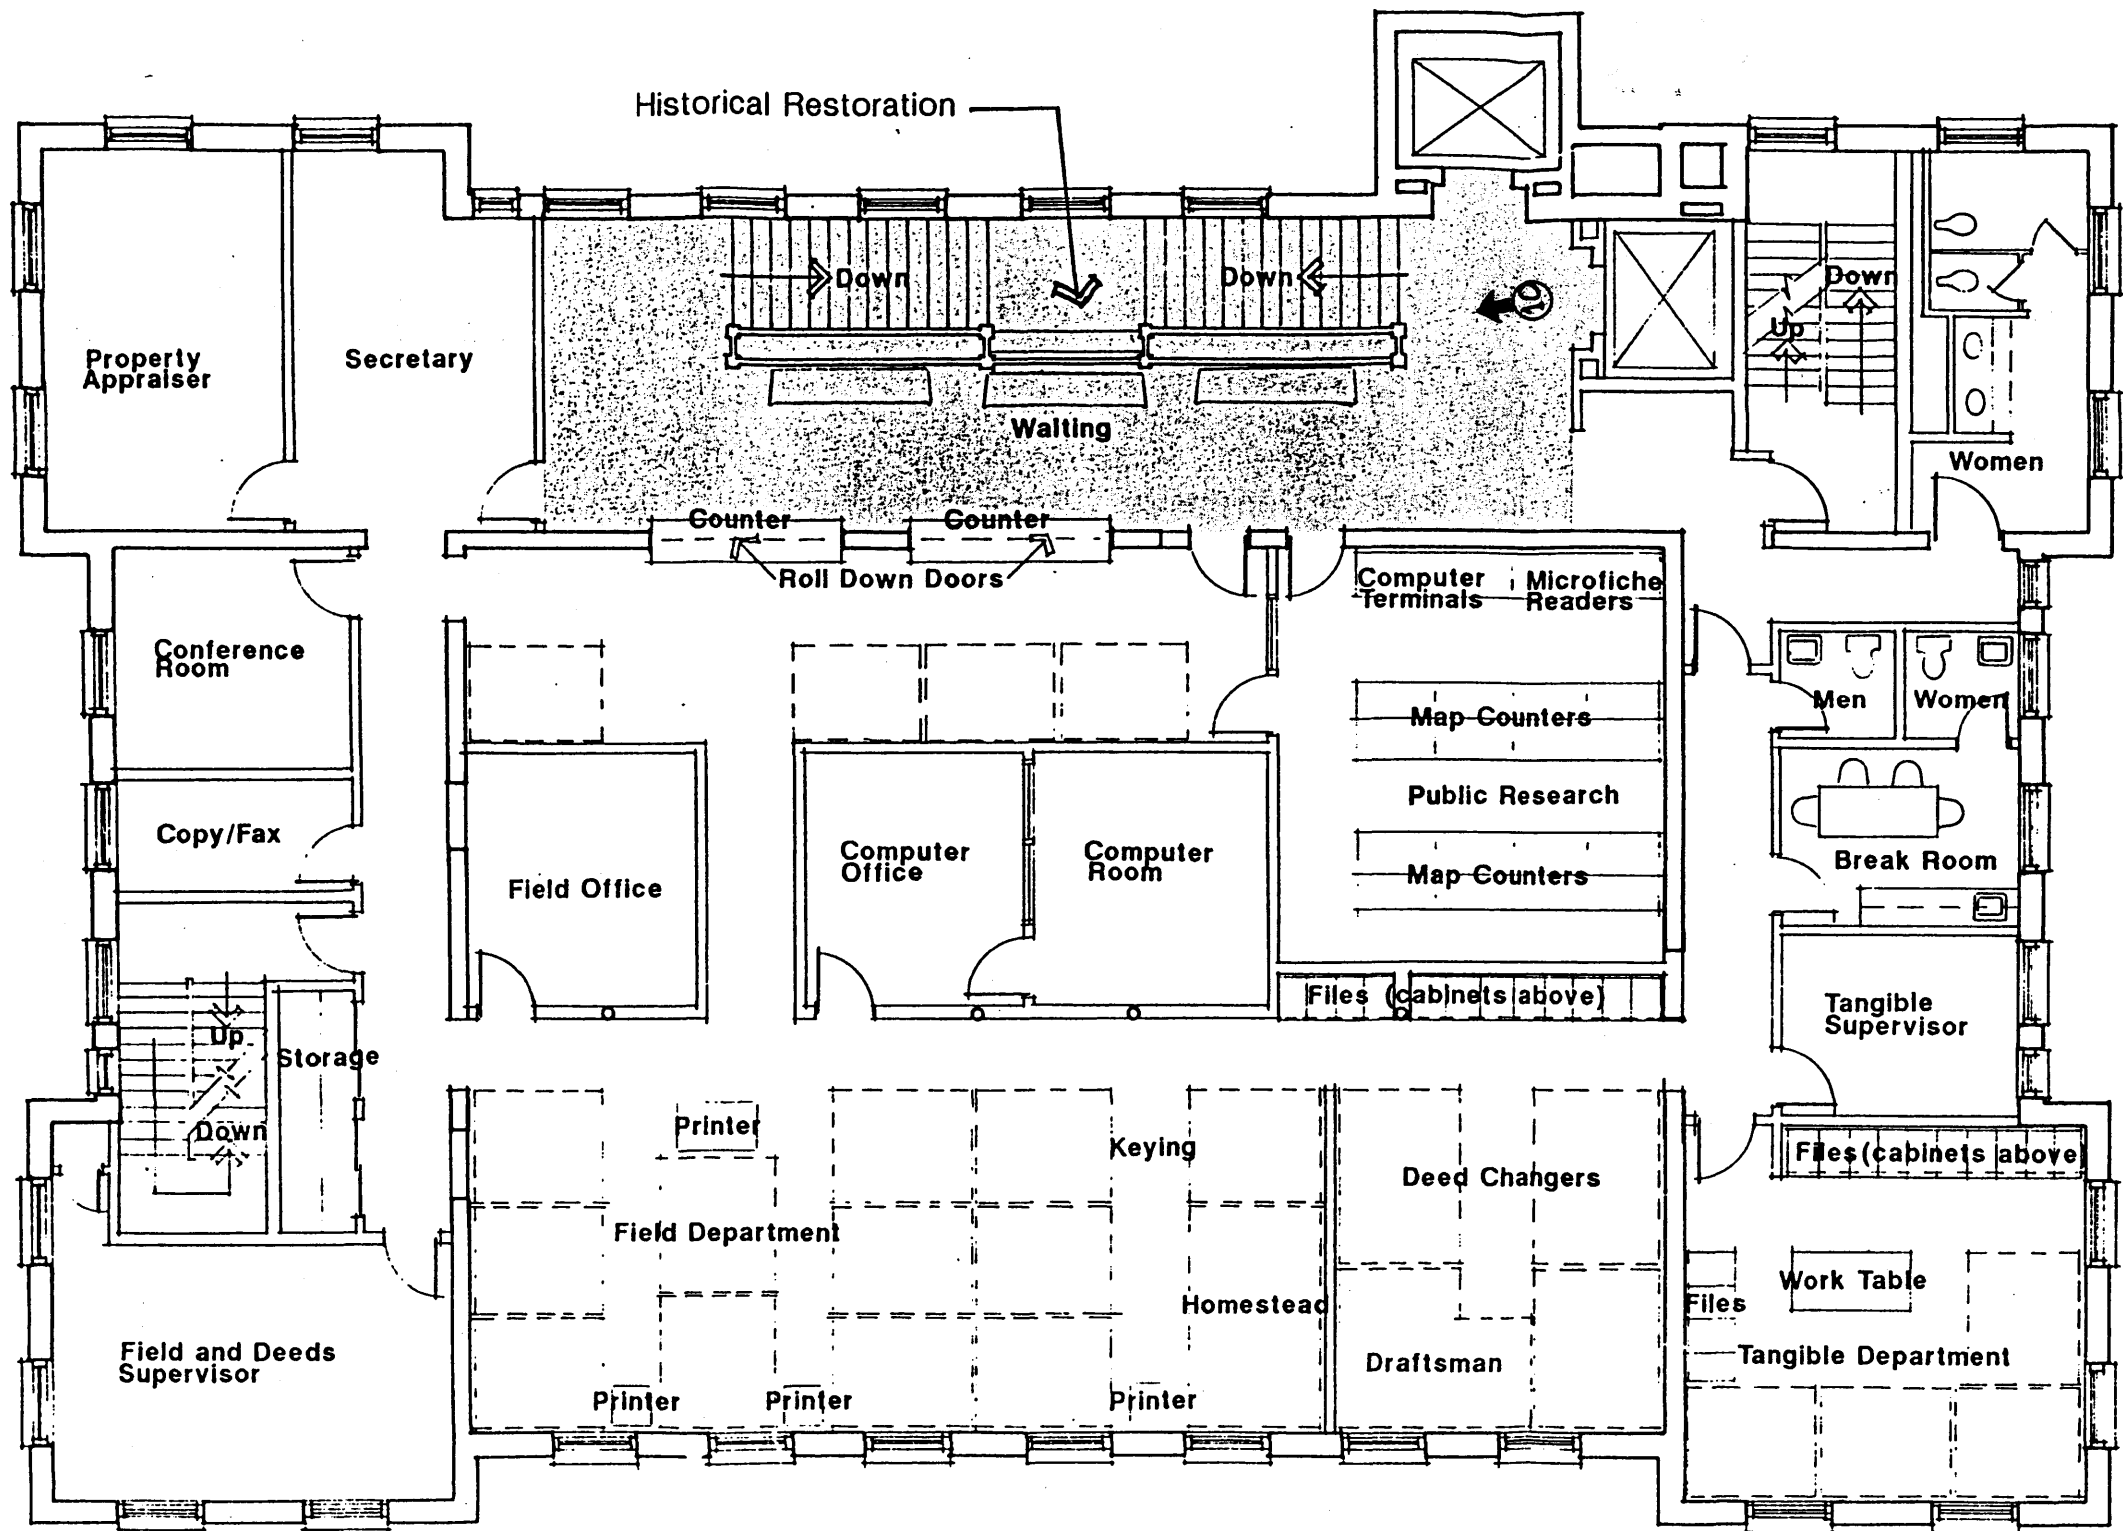 Historical Restoration
Down
Down
10
Down
Up
Property
Appraiser
Secretary
Waiting
Women
Counter
Counter
Roll Down Doors
Computer
Terminals
Microfiche
Readers
Conference
Room
Men
Women
Map Counters
Public Research
Copy/Fax
Computer
Office
Computer
Room
Break Room
Field Office
Map Counters
Files (cabinets above)
Tangible
Supervisor
Up
Storage
Down
Printer
Keying
Files (cabinets above
Deed Changers
Field Department
Work Table
Homestead
Files
Field and Deeds
Supervisor
Draftsman
Tangible Department
Printer
Printer
Printer